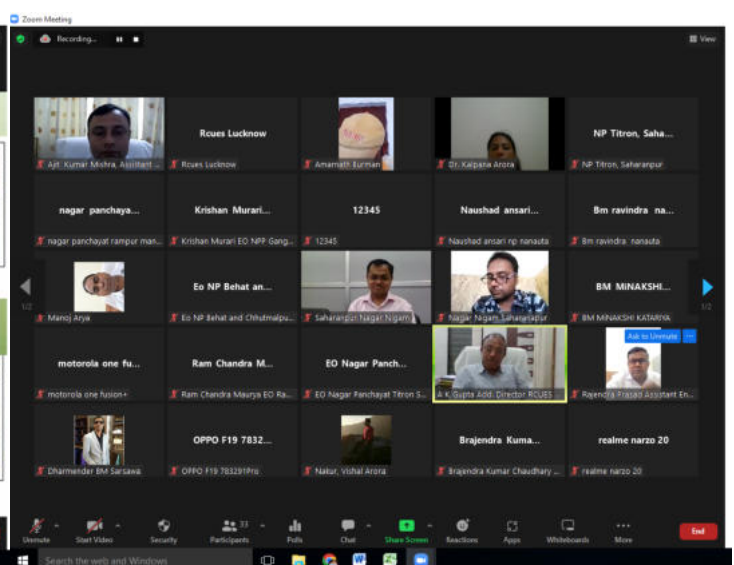 Zoom Meeting
Recording...
View
Ajit Kumar Mishra, Assistant ...
Rcues Lucknow
Rcues Lucknow
Amarnath Burman
Dr. Kalpana Arora
NP Titron, Saha...
NP Titron, Saharanpur
nagar panchaya...
nagar panchayat rampur man...
Krishan Murari...
Krishan Murari EO NPP Gang...
12345
12345
Naushad ansari...
Naushad ansari np nanauta
Bm ravindra na...
Bm ravindra nanauta
1/2
Manoj Arya
Eo NP Behat an...
Eo NP Behat and Chhutmalpu...
Saharanpur Nagar Nigam
Nagar Nigam Saharanapur
BM MINAKSHI...
BM MINAKSHI KATARIYA
1/2
motorola one fu...
motorola one fusion+
Ram Chandra M...
Ram Chandra Maurya EO Ra...
EO Nagar Panch...
EO Nagar Panchayat Titron S...
A K Gupta Addl. Director RCUES
Ask to Unmute
...
Rajendra Prasad Assistant En...
Dharmender BM Sarsawa
OPPO F19 7832...
OPPO F19 783291Pro
Nakur, Vishal Arora
Brajendra Kuma...
Brajendra Kumar Chaudhary ...
realme narzo 20
realme narzo 20
Unmute
Start Video
Security
33
Participants
Polls
Chat
Share Screen
Reactions
Apps
Whiteboards
More
End
Search the web and Windows